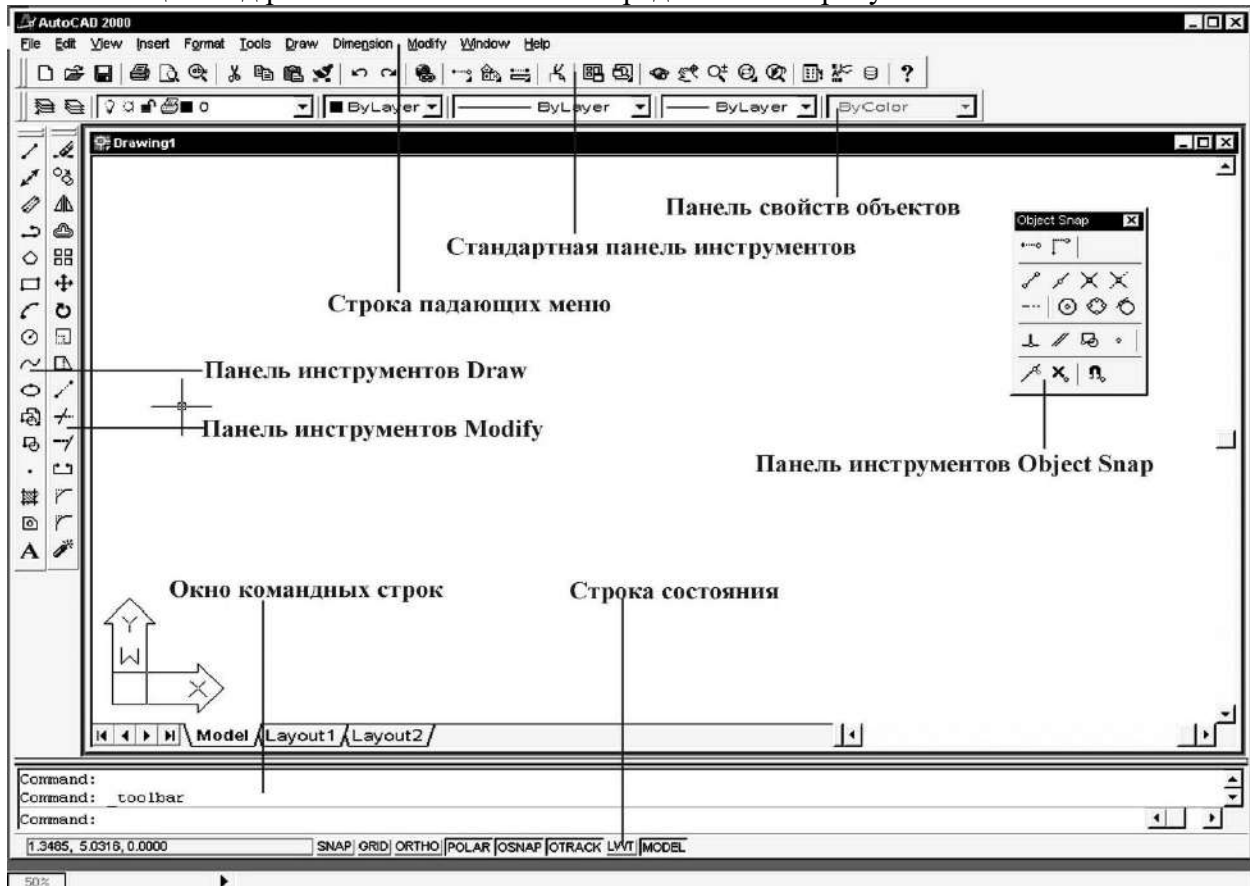 AutoCAD 2000
File Edit View Insert Format Tools Draw Dimension Modify Window Help
0 ByLayer ByLayer ByLayer ByColor
Drawing1
Панель свойств объектов
Object Snap
Стандартная панель инструментов
Строка падающих меню
Панель инструментов Draw
Панель инструментов Modify
Панель инструментов Object Snap
A
Окно командных строк
Строка состояния
Y
W
X
Model Layout1 Layout2
Command:
Command: _toolbar
Command:
1.3485, 5.0316, 0.0000 SNAP GRID ORTHO POLAR OSNAP OTRACK LWT MODEL
50%